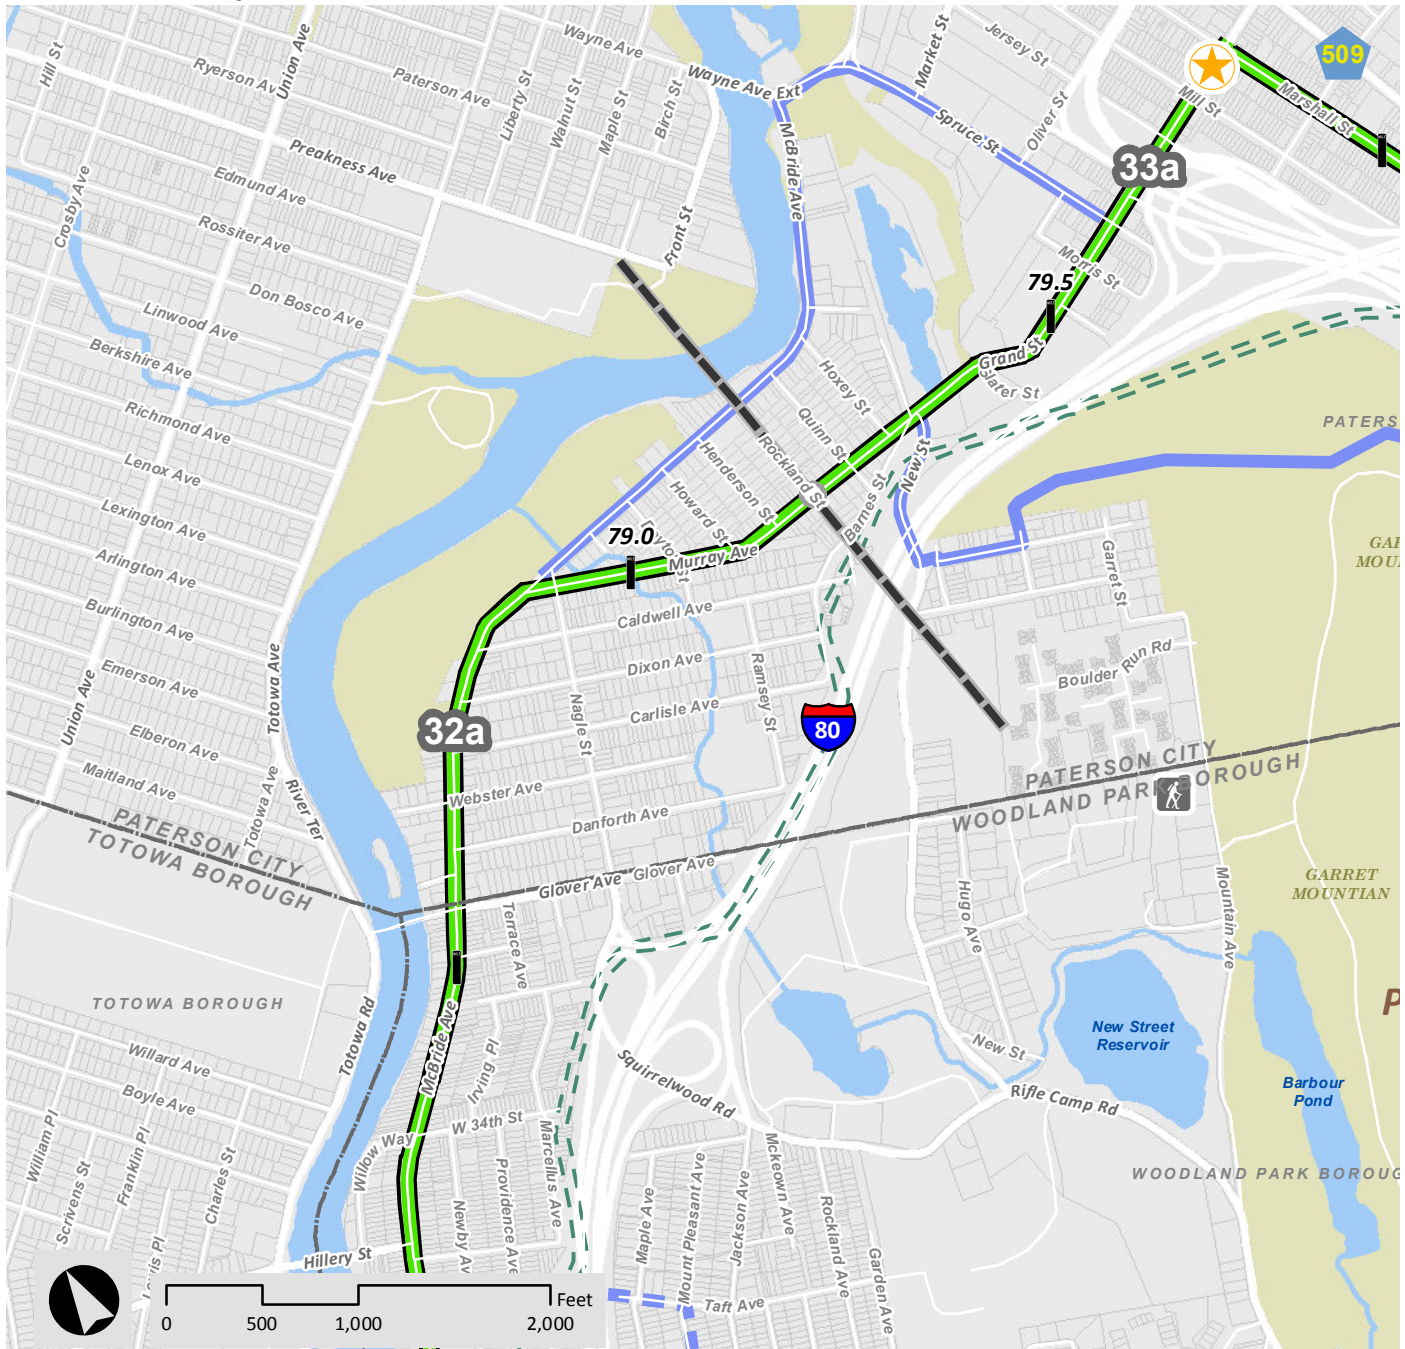 Wayne Ave
Jersey St
Market St
509
Hill St
Union Ave
Ryerson Av
Paterson Ave
Liberty St
Walnut St
Maple St
Birch St
Wayne Ave Ext
Mill St
Marshall St
Oliver St
Spruce St
McBride Ave
33a
Preakness Ave
Edmund Ave
Crosby Ave
Rossiter Ave
Front St
Morris St
79.5
Don Bosco Ave
Linwood Ave
Berkshire Ave
Grand St
Slater St
Hoxey St
Quinn St
Richmond Ave
PATERS
Rockland St
Henderson St
New St
Lenox Ave
Howard St
Barnes St
Lexington Ave
79.0
Murray Ave
Arlington Ave
Garret St
GAR
MOU
Burlington Ave
Caldwell Ave
Emerson Ave
Totowa Ave
Dixon Ave
Ramsey St
Boulder Run Rd
Union Ave
Nagle St
Carlisle Ave
Elberon Ave
32a
80
Maitland Ave
Webster Ave
PATERSON CITY
WOODLAND PARK BOROUGH
Totowa Ave
River Ter
Danforth Ave
PATERSON CITY
TOTOWA BOROUGH
Glover Ave
Glover Ave
GARRET
MOUNTIAN
Hugo Ave
Mountain Ave
Terrace Ave
TOTOWA BOROUGH
P
Totowa Rd
McBride Ave
New Street
Reservoir
New St
Willard Ave
Irving Pl
Squirrelwood Rd
Rifle Camp Rd
Barbour
Pond
Boyle Ave
William Pl
Franklin Pl
Scrivens St
Charles St
Willow Way
W 34th St
Marcellus Ave
Mckeown Ave
WOODLAND PARK BOROUG
Providence Ave
Newby Av
Maple Ave
Mount Pleasant Ave
Jackson Ave
Rockland Ave
Garden Ave
Hillery St
Taft Ave
Feet
0 500 1,000 2,000